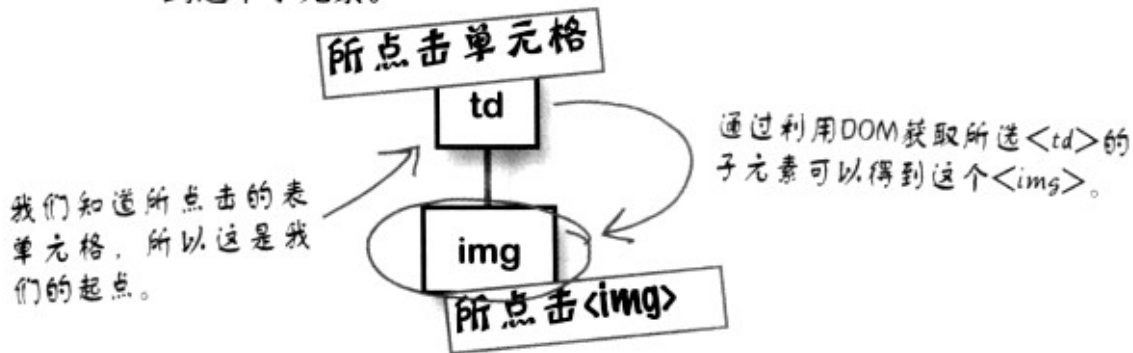 所点击单元格
td
通过利用DOM获取所选<td>的
子元素可以得到这个<img>。
我们知道所点击的表
单元格，所以这是我
们的起点。
img
所点击<img>